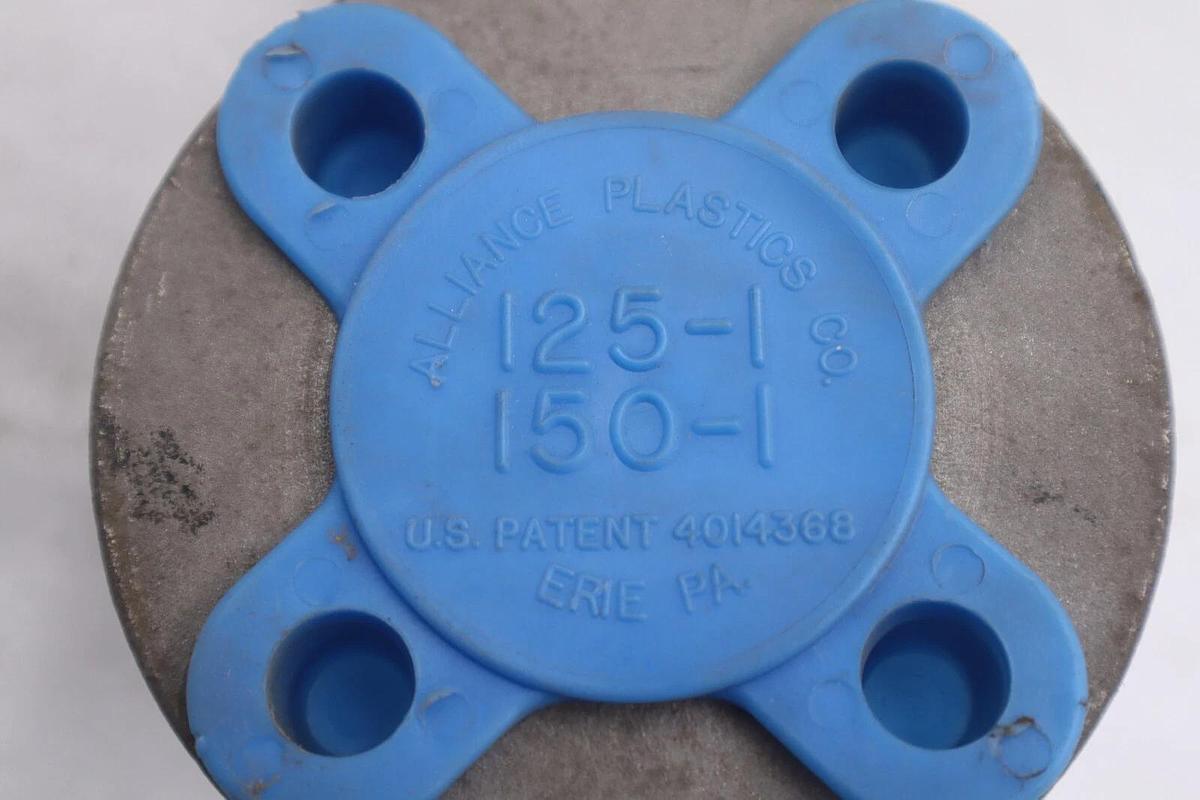 ALLIANCE PLASTICS CO.
125-1
150-1
U.S. PATENT 4014368
ERIE PA.